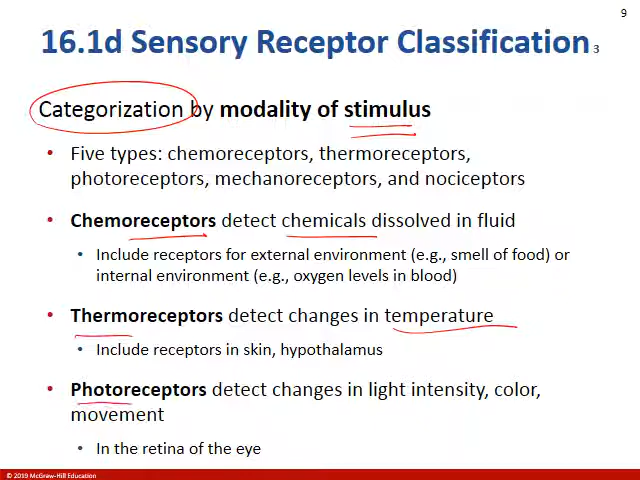 9
16.1d Sensory Receptor Classification 3
Categorization by modality of stimulus
• Five types: chemoreceptors, thermoreceptors,
photoreceptors, mechanoreceptors, and nociceptors
• Chemoreceptors detect chemicals dissolved in fluid
• Include receptors for external environment (e.g., smell of food) or
internal environment (e.g., oxygen levels in blood)
• Thermoreceptors detect changes in temperature
• Include receptors in skin, hypothalamus
• Photoreceptors detect changes in light intensity, color,
movement
• In the retina of the eye
© 2019 McGraw-Hill Education